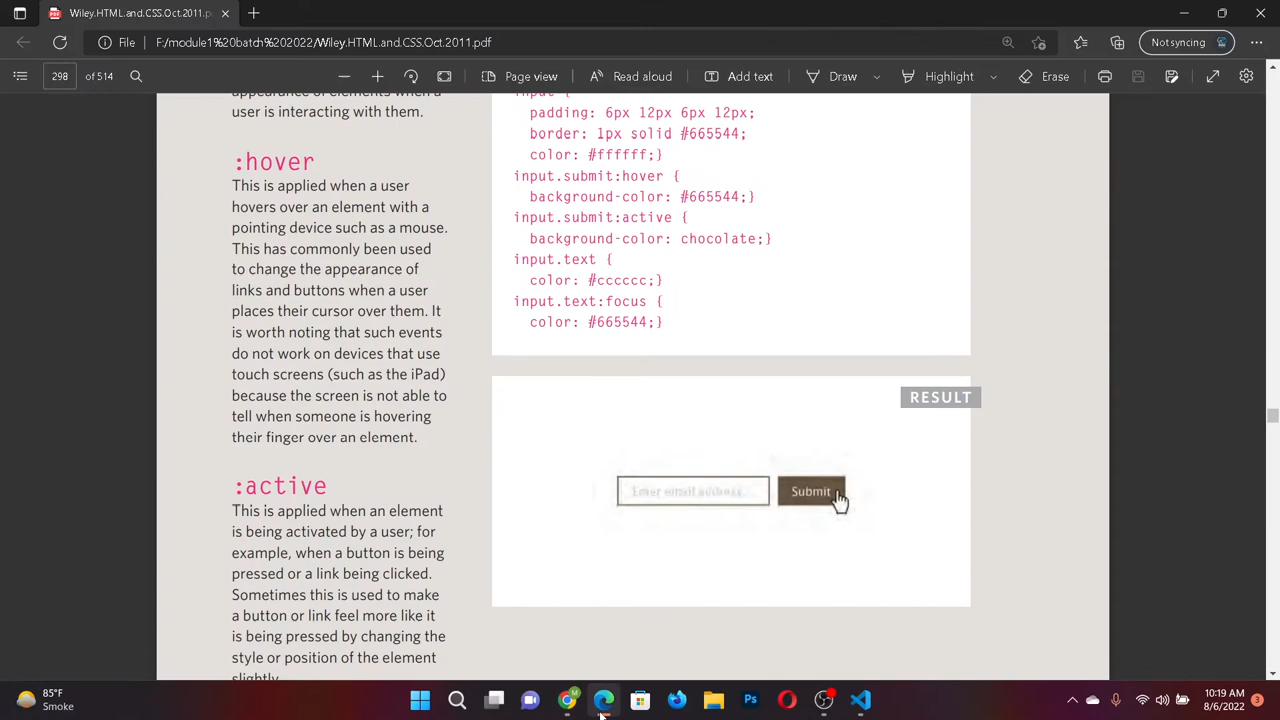 Wiley.HTML.and.CSS.Oct.2011.p
File
F:/module1%20batch%202022/Wiley.HTML.and.CSS.Oct.2011.pdf
Not syncing
298 of 514
Page view
Read aloud
Add text
Draw
Highlight
Erase
appearance of elements when a
user is interacting with them.
:hover
This is applied when a user
hovers over an element with a
pointing device such as a mouse.
This has commonly been used
to change the appearance of
links and buttons when a user
places their cursor over them. It
is worth noting that such events
do not work on devices that use
touch screens (such as the iPad)
because the screen is not able to
tell when someone is hovering
their finger over an element.
:active
This is applied when an element
is being activated by a user; for
example, when a button is being
pressed or a link being clicked.
Sometimes this is used to make
a button or link feel more like it
is being pressed by changing the
style or position of the element
slightly.
input {
padding: 6px 12px 6px 12px;
border: 1px solid #665544;
color: #ffffff;}
input.submit:hover {
background-color: #665544;}
input.submit:active {
background-color: chocolate;}
input.text {
color: #cccccc;}
input.text:focus {
color: #665544;}
RESULT
Enter email address...
Submit
85°F
Smoke
10:19 AM
8/6/2022
3